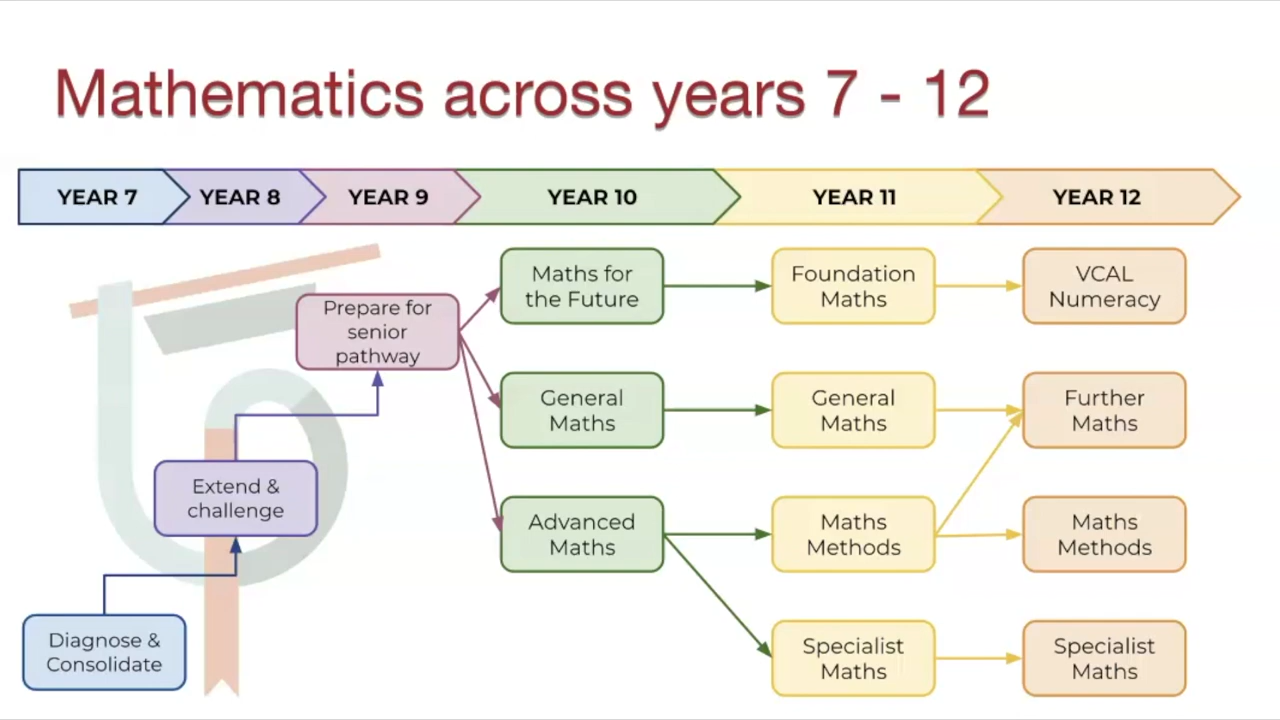 Mathematics across years 7 - 12
YEAR 7
YEAR 8
YEAR 9
YEAR 10
YEAR 11
YEAR 12
Diagnose &
Consolidate
Extend &
challenge
Prepare for
senior
pathway
Maths for
the Future
General
Maths
Advanced
Maths
Foundation
Maths
General
Maths
Maths
Methods
Specialist
Maths
VCAL
Numeracy
Further
Maths
Maths
Methods
Specialist
Maths